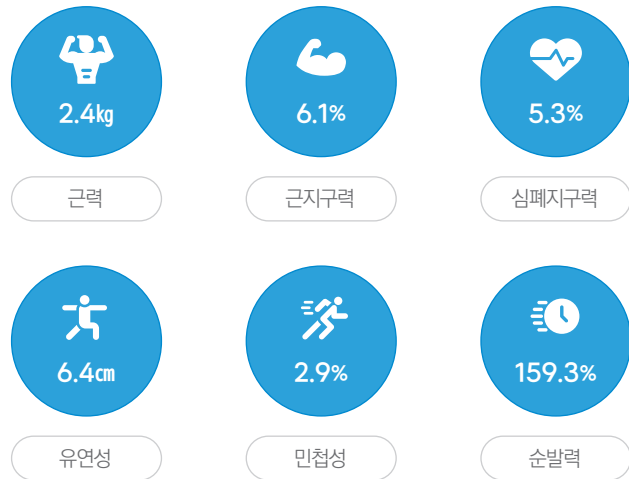 2.4kg
6.1%
5.3%
근력
근지구력
심폐지구력
6.4cm
2.9%
159.3%
유연성
민첩성
순발력